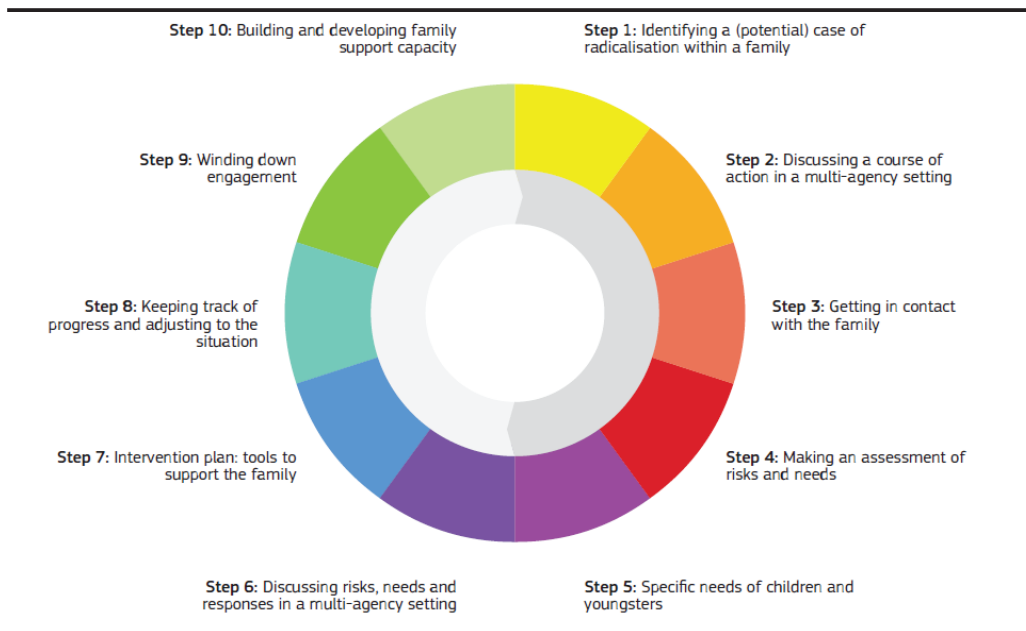 Step 1: Identifying a (potential) case of
radicalisation within a family
Step 2: Discussing a course of
action in a multi-agency setting
Step 3: Getting in contact
with the family
Step 4: Making an assessment of
risks and needs
Step 5: Specific needs of children and
youngsters
Step 6: Discussing risks, needs and
responses in a multi-agency setting
Step 7: Intervention plan: tools to
support the family
Step 8: Keeping track of
progress and adjusting to the
situation
Step 9: Winding down
engagement
Step 10: Building and developing family
support capacity